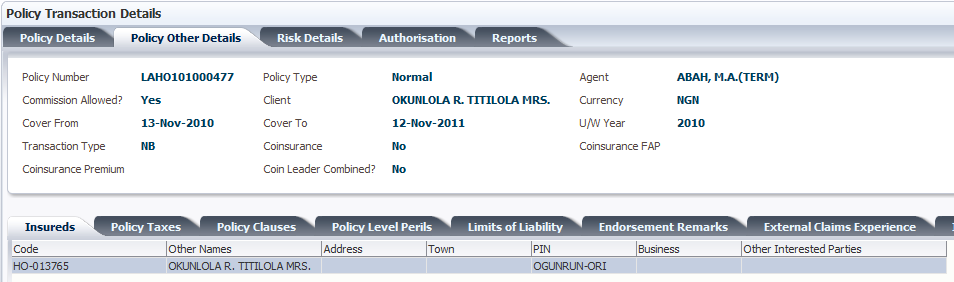 Policy Transaction Details
Policy Details Policy Other Details Risk Details Authorisation Reports
Policy Number LAHO101000477 Policy Type Normal Agent ABAH, M.A.(TERM)
Commission Allowed? Yes Client OKUNLOLA R. TITILOLA MRS. Currency NGN
Cover From 13-Nov-2010 Cover To 12-Nov-2011 U/W Year 2010
Transaction Type NB Coinsurance No Coinsurance FAP
Coinsurance Premium Coin Leader Combined? No
Insureds Policy Taxes Policy Clauses Policy Level Perils Limits of Liability Endorsement Remarks External Claims Experience
Code Other Names Address Town PIN Business Other Interested Parties
HO-013765 OKUNLOLA R. TITILOLA MRS. OGUNRUN-ORI